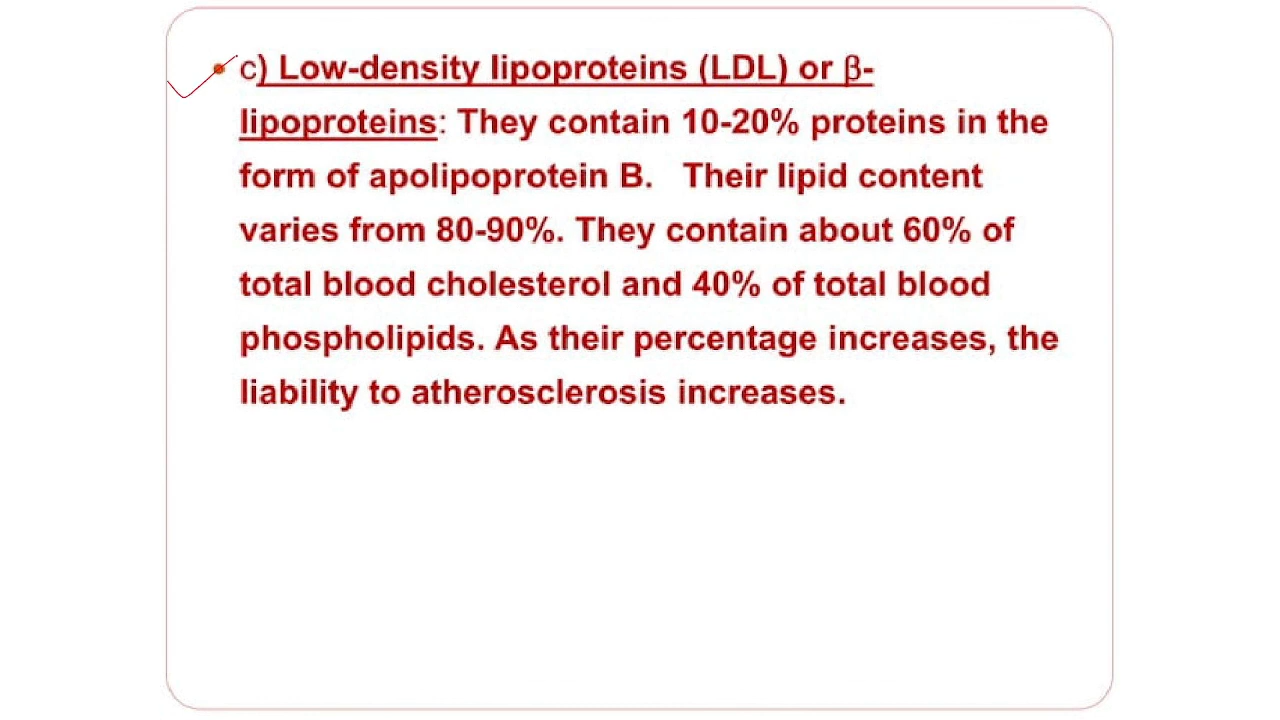 c) Low-density lipoproteins (LDL) or β-
lipoproteins: They contain 10-20% proteins in the
form of apolipoprotein B. Their lipid content
varies from 80-90%. They contain about 60% of
total blood cholesterol and 40% of total blood
phospholipids. As their percentage increases, the
liability to atherosclerosis increases.